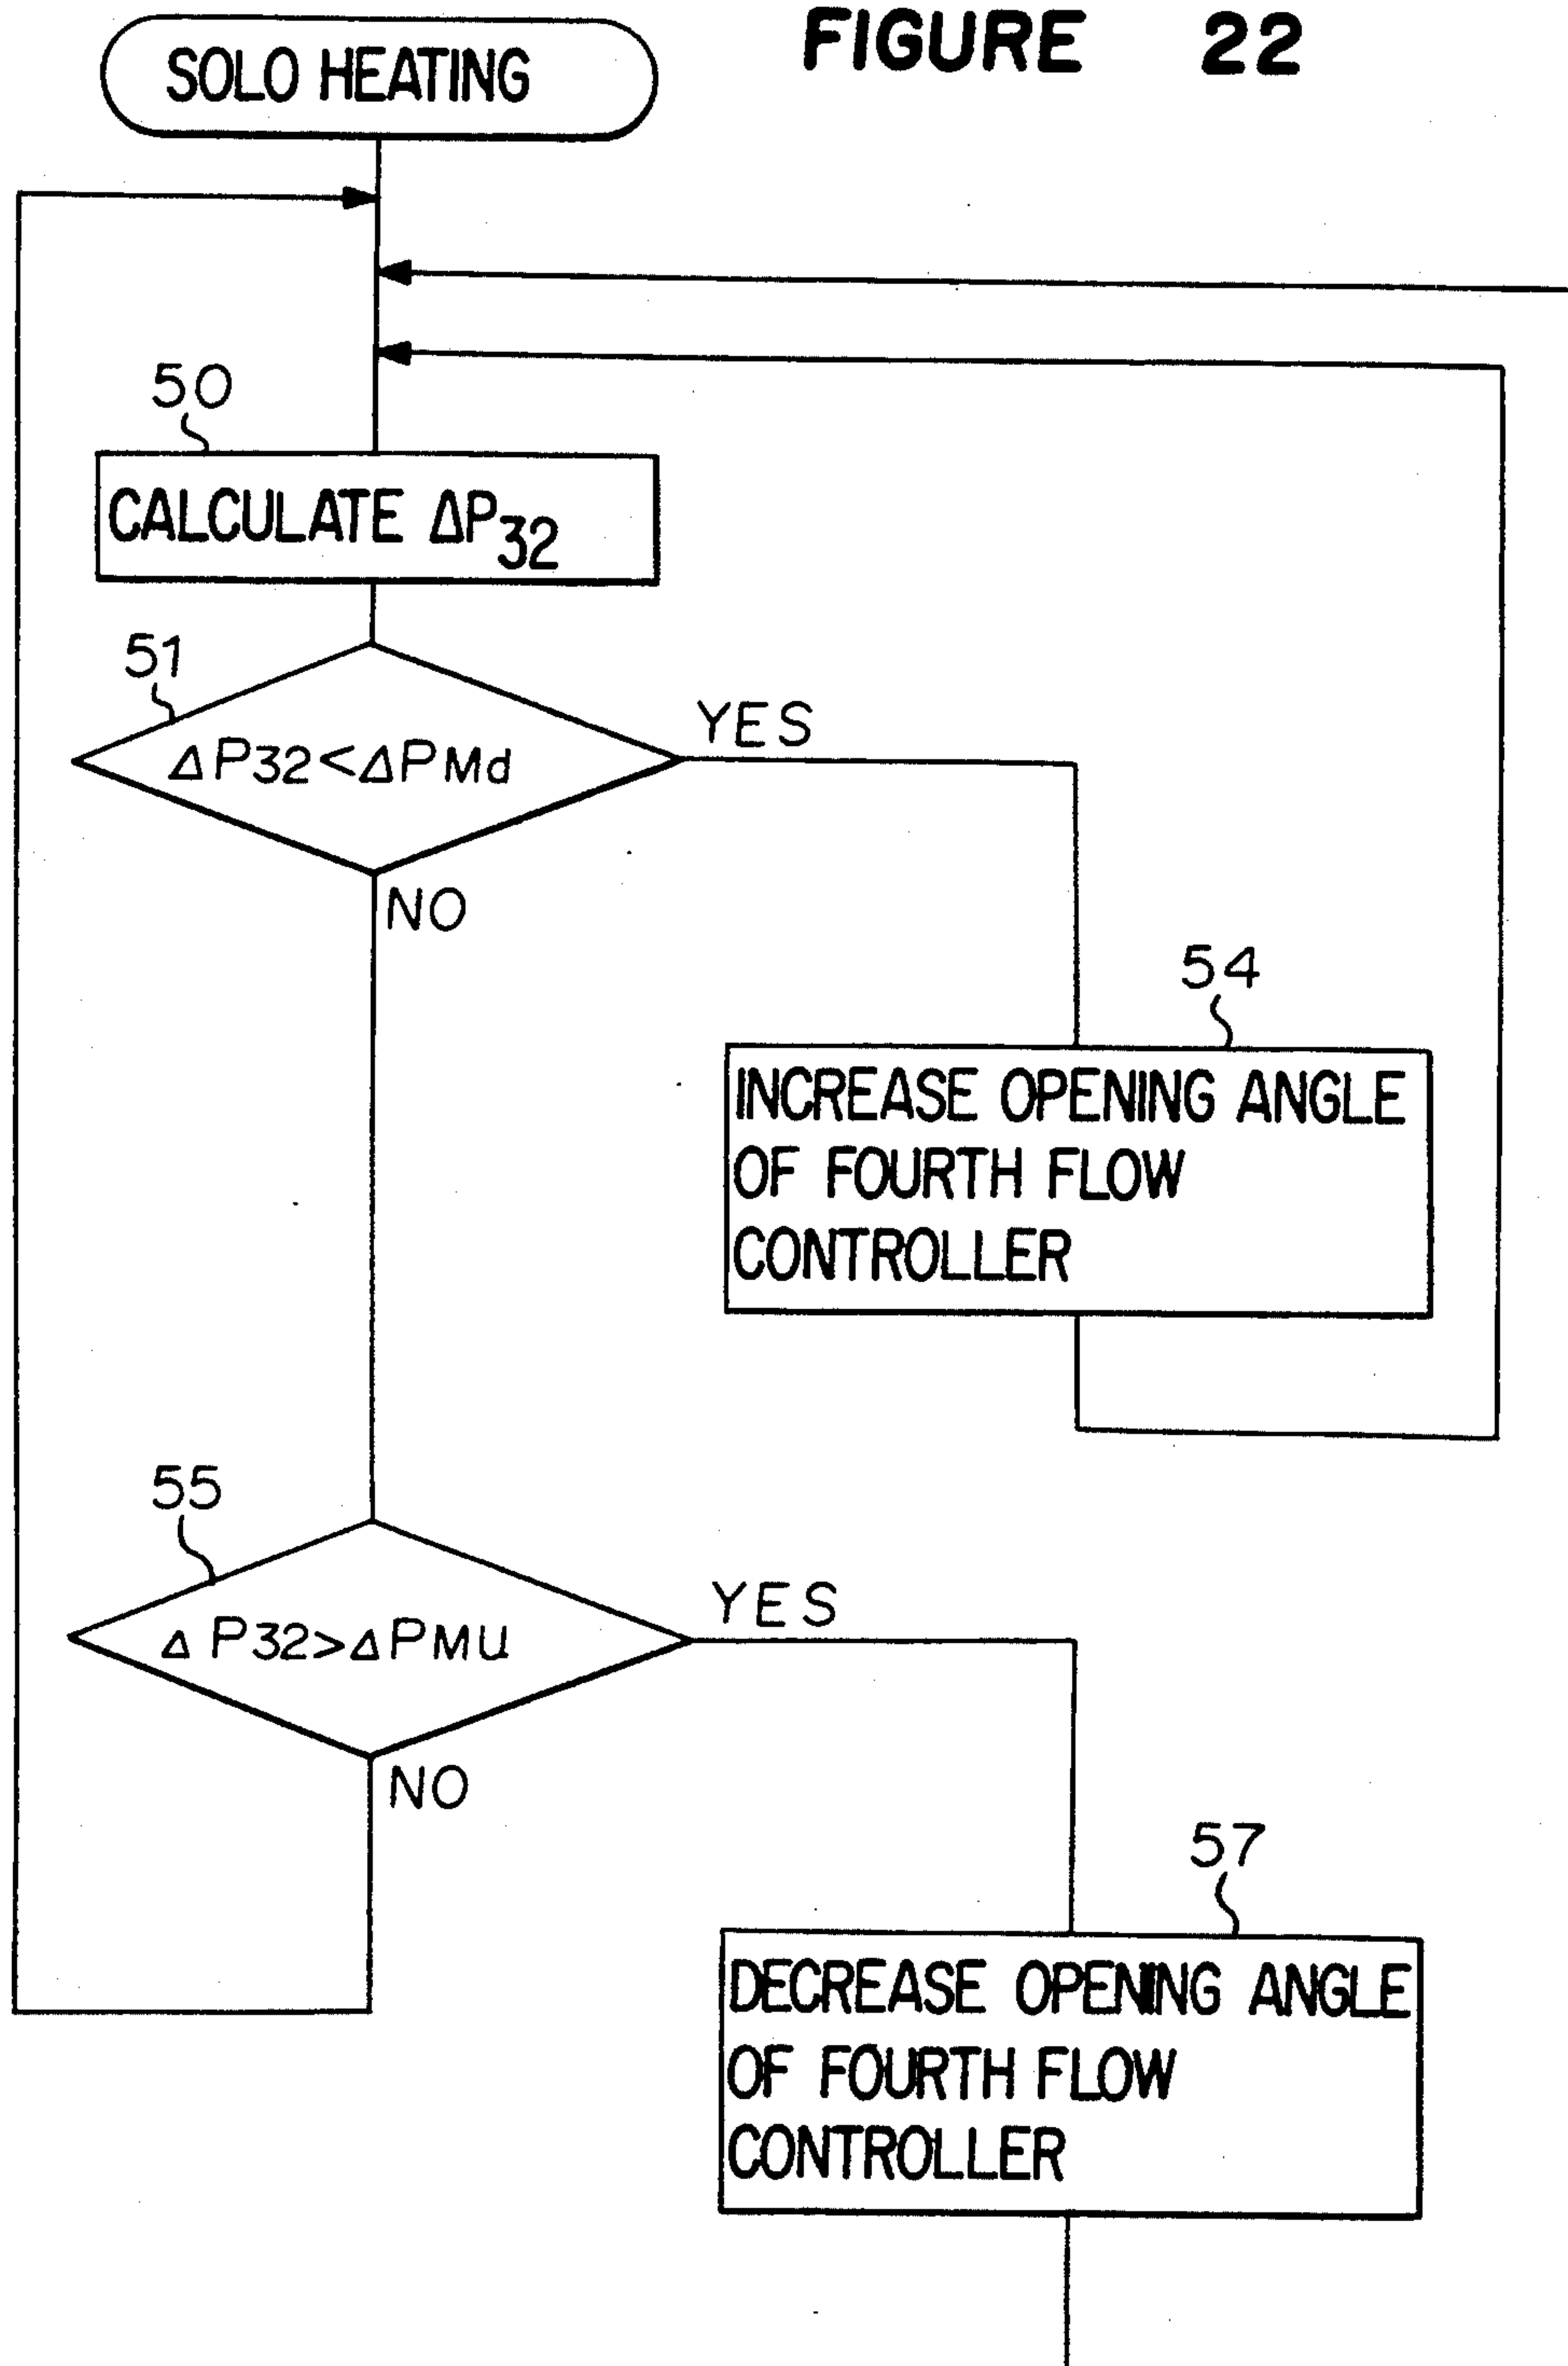 FIGURE 22
SOLO HEATING
50
CALCULATE ΔP32
51
ΔP32<ΔPMd
YES
NO
54
INCREASE OPENING ANGLE
OF FOURTH FLOW
CONTROLLER
55
ΔP32>ΔPMU
YES
NO
57
DECREASE OPENING ANGLE
OF FOURTH FLOW
CONTROLLER